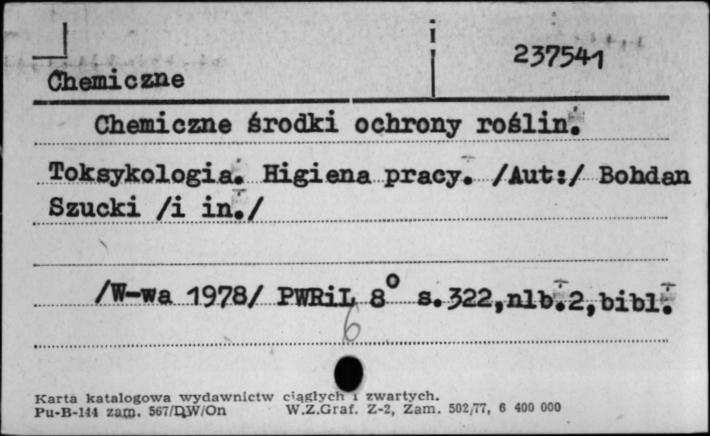 I
237541
Chemiczne
Chemiczne środki ochrony roślin.
Toksykologia. Higiena pracy. /Aut:/ Bohdan
Szucki /i in./
/W-wa 1978/ PWRiL 8° s.322,nlb.2,bibl.
6
Karta katalogowa wydawnictw ciągłych i zwartych.
Pu-B-144 zam. 567/DW/On W.Z.Graf. Z-2, Zam. 502/77, 6 400 000